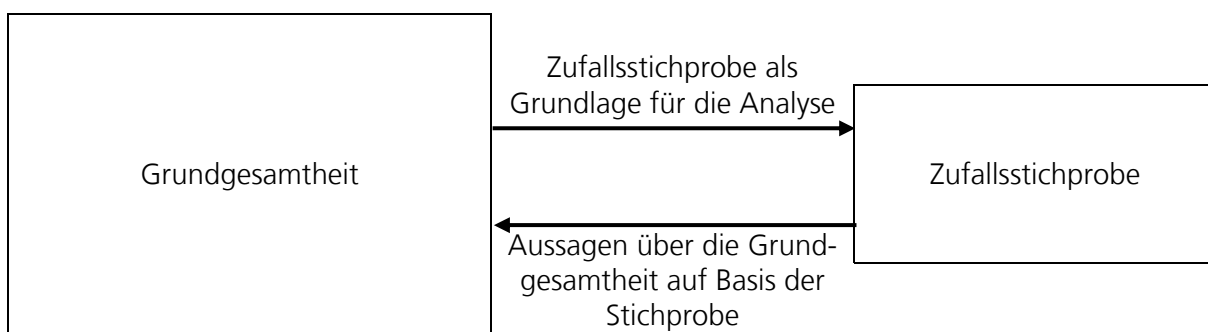 Grundgesamtheit
Zufallsstichprobe als
Grundlage für die Analyse
Aussagen über die Grund-
gesamtheit auf Basis der
Stichprobe
Zufallsstichprobe